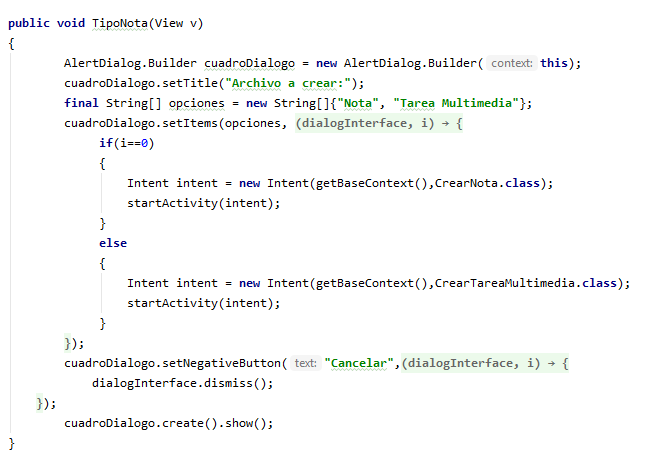 public void TipoNota(View v)
{
AlertDialog.Builder cuadroDialogo = new AlertDialog.Builder( context: this);
cuadroDialogo.setTitle("Archivo a crear:");
final String[] opciones = new String[]{"Nota", "Tarea Multimedia"};
cuadroDialogo.setItems(opciones, (dialogInterface, i) → {
if(i==0)
{
Intent intent = new Intent(getBaseContext(),CrearNota.class);
startActivity(intent);
}
else
{
Intent intent = new Intent(getBaseContext(),CrearTareaMultimedia.class);
startActivity(intent);
}
});
cuadroDialogo.setNegativeButton( text: "Cancelar",(dialogInterface, i) → {
dialogInterface.dismiss();
});
cuadroDialogo.create().show();
}